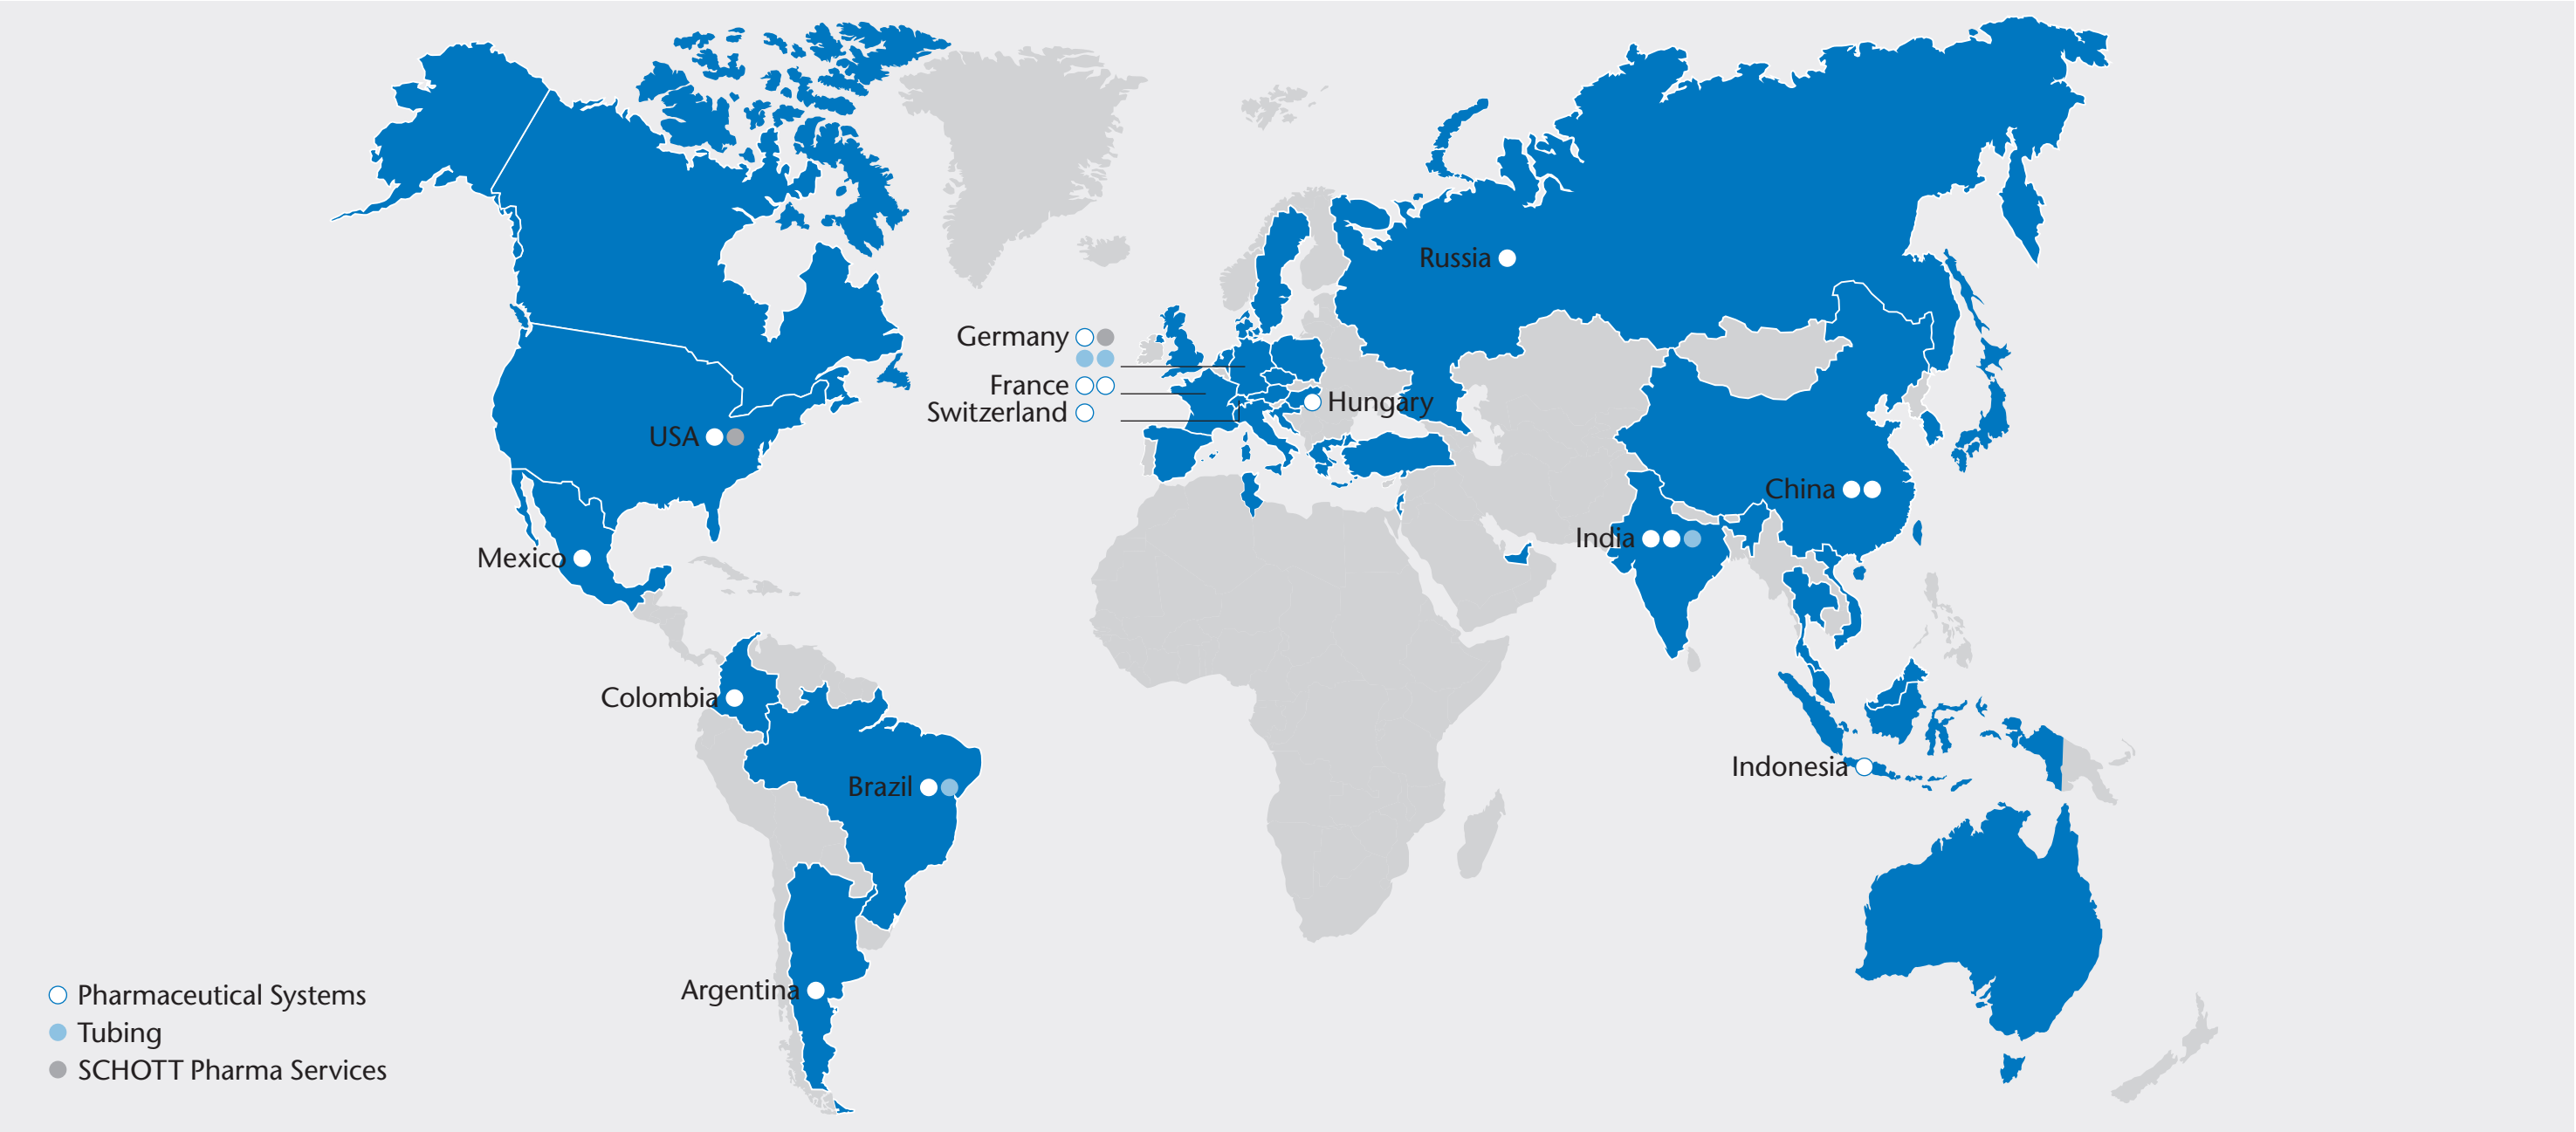 Russia
Germany
France
Hungary
Switzerland
USA
China
India
Mexico
Colombia
Indonesia
Brazil
Argentina
Pharmaceutical Systems
Tubing
SCHOTT Pharma Services